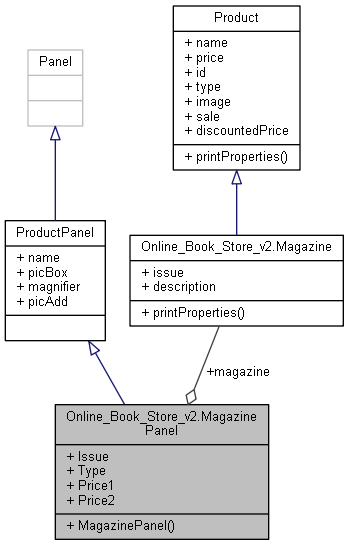 Product
+ name
+ price
+ id
+ type
+ image
+ sale
+ discountedPrice
+ printProperties()
Panel
ProductPanel
+ name
+ picBox
+ magnifier
+ picAdd
Online_Book_Store_v2.Magazine
+ issue
+ description
+ printProperties()
+magazine
Online_Book_Store_v2.Magazine
Panel
+ Issue
+ Type
+ Price1
+ Price2
+ MagazinePanel()